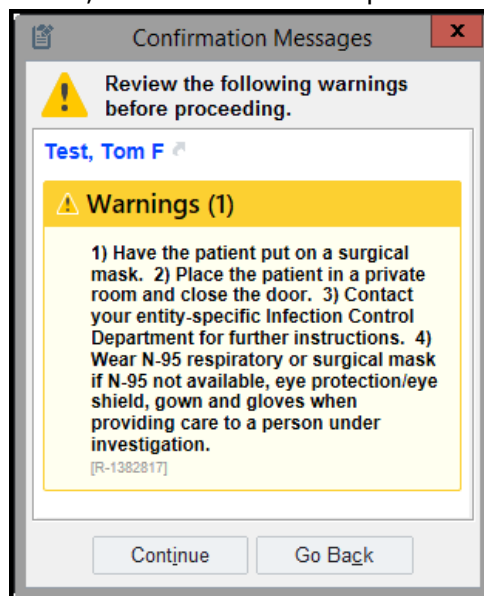 Confirmation Messages
x
Review the following warnings
before proceeding.
Test, Tom F
Warnings (1)
1) Have the patient put on a surgical
mask.  2) Place the patient in a private
room and close the door.  3) Contact
your entity-specific Infection Control
Department for further instructions.  4)
Wear N-95 respiratory or surgical mask
if N-95 not available, eye protection/eye
shield, gown and gloves when
providing care to a person under
investigation.
[R-1382817]
Continue
Go Back